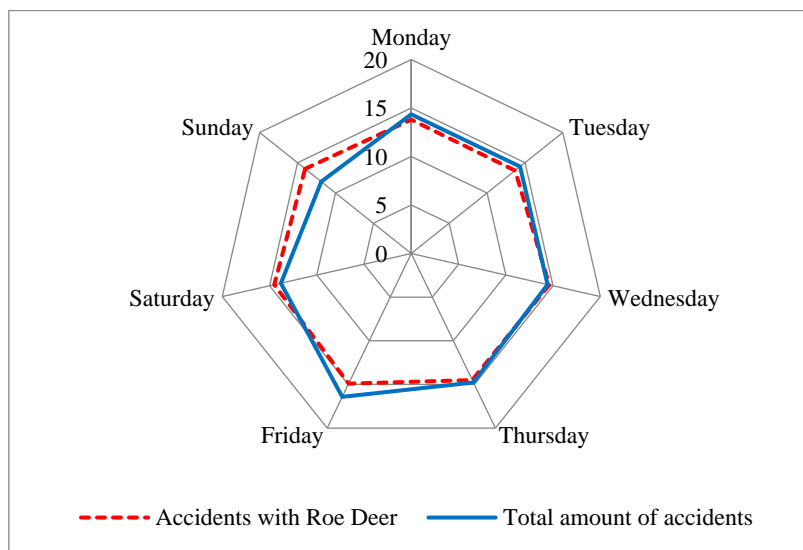 Monday
20
15
10
5
0
Sunday
Tuesday
Saturday
Wednesday
Friday
Thursday
Accidents with Roe Deer
Total amount of accidents